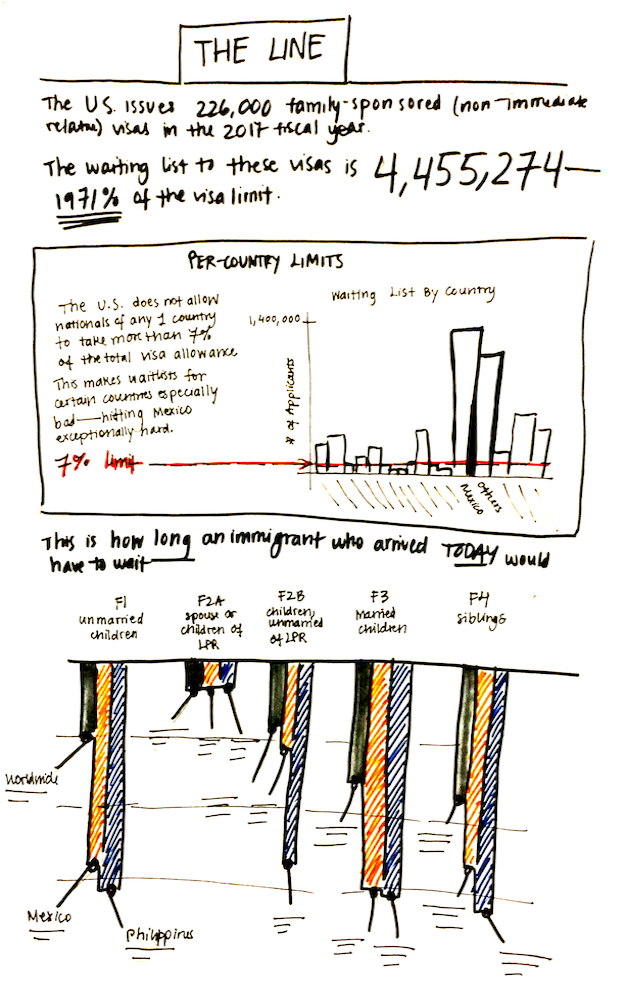 THE LINE
The U.S. issues 226,000 family-sponsored (non-immediate
relative) visas in the 2017 fiscal year.
The waiting list to these visas is 4,455,274—
1971% of the visa limit.
PER-COUNTRY LIMITS
The U.S. does not allow
nationals of any 1 country
to take more than 7%
of the total visa allowance
This makes waitlists for
certain countries especially
bad—hitting Mexico
exceptionally hard.
7% limit
Waiting List By Country
1,400,000
# of Applicants
Mexico
Others
This is how long an immigrant who arrived TODAY would
have to wait
F1
unmarried
children
F2A
spouse or
children of
LPR
F2B
children,
unmarried
of LPR
F3
married
children
F4
siblings
Worldwide
Mexico
Philippines